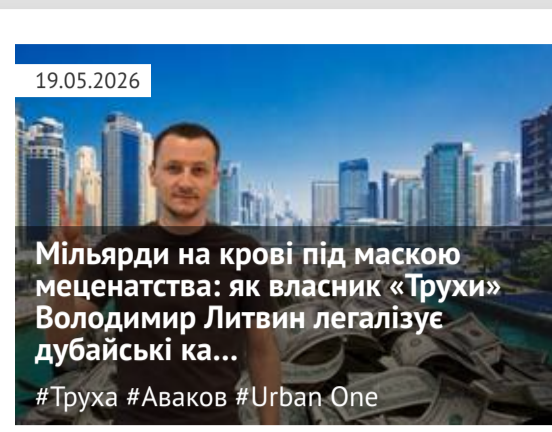 19.05.2026
Мільярди на крові під маскою
меценатства: як власник «Трухи»
Володимир Литвин легалізує
дубайські ка...
#Труха #Аваков #Urban One